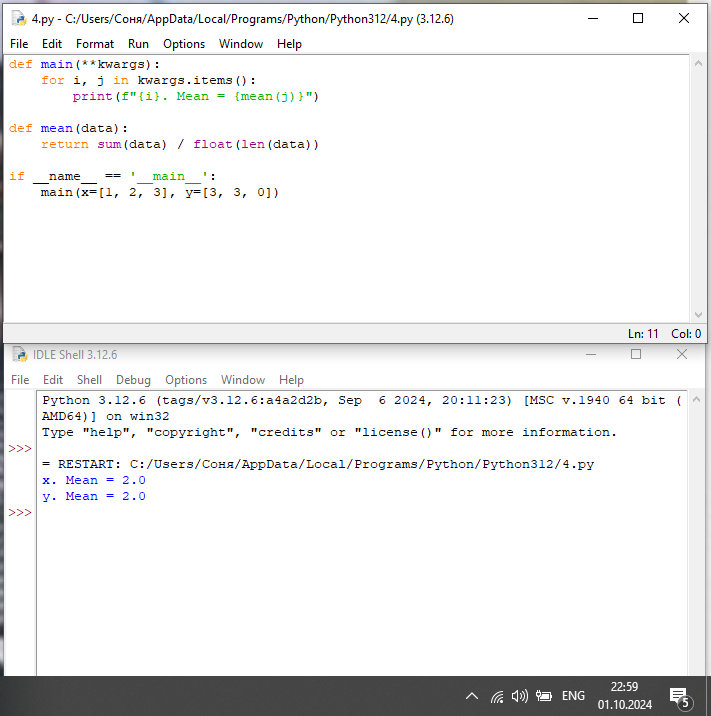 4.py - C:/Users/Соня/AppData/Local/Programs/Python/Python312/4.py (3.12.6)
File Edit Format Run Options Window Help
def main(**kwargs):
    for i, j in kwargs.items():
        print(f"{i}. Mean = {mean(j)}")
def mean(data):
    return sum(data) / float(len(data))
if __name__ == '__main__':
    main(x=[1, 2, 3], y=[3, 3, 0])
Ln: 11 Col: 0
IDLE Shell 3.12.6
File Edit Shell Debug Options Window Help
Python 3.12.6 (tags/v3.12.6:a4a2d2b, Sep  6 2024, 20:11:23) [MSC v.1940 64 bit (
AMD64)] on win32
Type "help", "copyright", "credits" or "license()" for more information.
>>>
= RESTART: C:/Users/Соня/AppData/Local/Programs/Python/Python312/4.py
x. Mean = 2.0
y. Mean = 2.0
>>>
ENG
22:59
01.10.2024
5